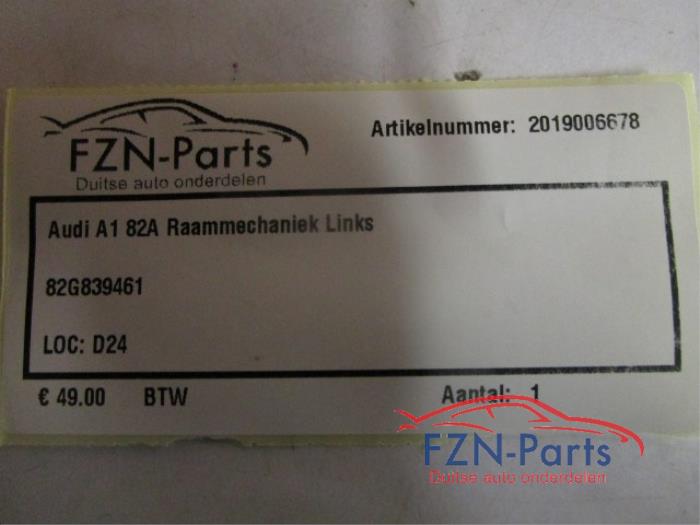 FZN-Parts
Duitse auto onderdelen
Artikelnummer: 2019006678
Audi A1 82A Raammechaniek Links
82G839461
LOC: D24
€ 49.00 BTW Aantal: 1
FZN-Parts
Duitse auto onderdelen